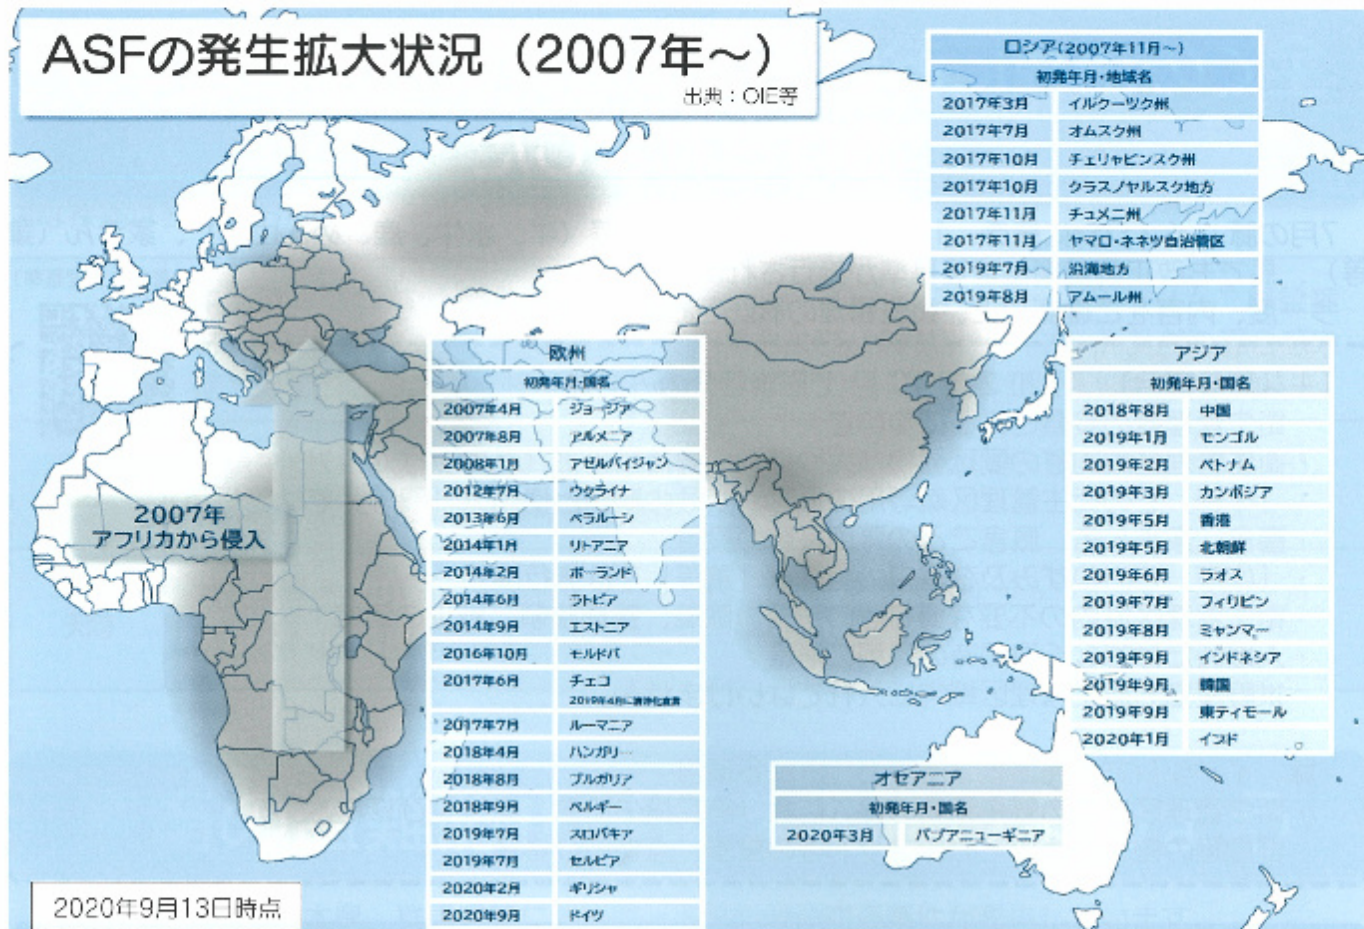 ASFの発生拡大状況（2007年～）
出典：OIE等
ロシア(2007年11月～)
初発年月・地域名
2017年3月 イルクーツク州
2017年7月 オムスク州
2017年10月 チェリャビンスク州
2017年10月 クラスノヤルスク地方
2017年11月 チュメニ州
2017年11月 ヤマロ・ネネツ自治管区
2019年7月 沿海地方
2019年8月 アムール州
7月の
2007年
アフリカから侵入
欧州
初発年月・国名
2007年4月 ジョージア
2007年8月 アルメニア
2008年1月 アゼルバイジャン
2012年7月 ウクライナ
2013年6月 ベラルーシ
2014年1月 リトアニア
2014年2月 ポーランド
2014年6月 ラトビア
2014年9月 エストニア
2016年10月 モルドバ
2017年6月 チェコ
2019年4月に清浄化宣言
2017年7月 ルーマニア
2018年4月 ハンガリー
2018年8月 ブルガリア
2018年9月 ベルギー
2019年7月 スロバキア
2019年7月 セルビア
2020年2月 ギリシャ
2020年9月 ドイツ
アジア
初発年月・国名
2018年8月 中国
2019年1月 モンゴル
2019年2月 ベトナム
2019年3月 カンボジア
2019年5月 香港
2019年5月 北朝鮮
2019年6月 ラオス
2019年7月 フィリピン
2019年8月 ミャンマー
2019年9月 インドネシア
2019年9月 韓国
2019年9月 東ティモール
2020年1月 インド
オセアニア
初発年月・国名
2020年3月 パプアニューギニア
2020年9月13日時点